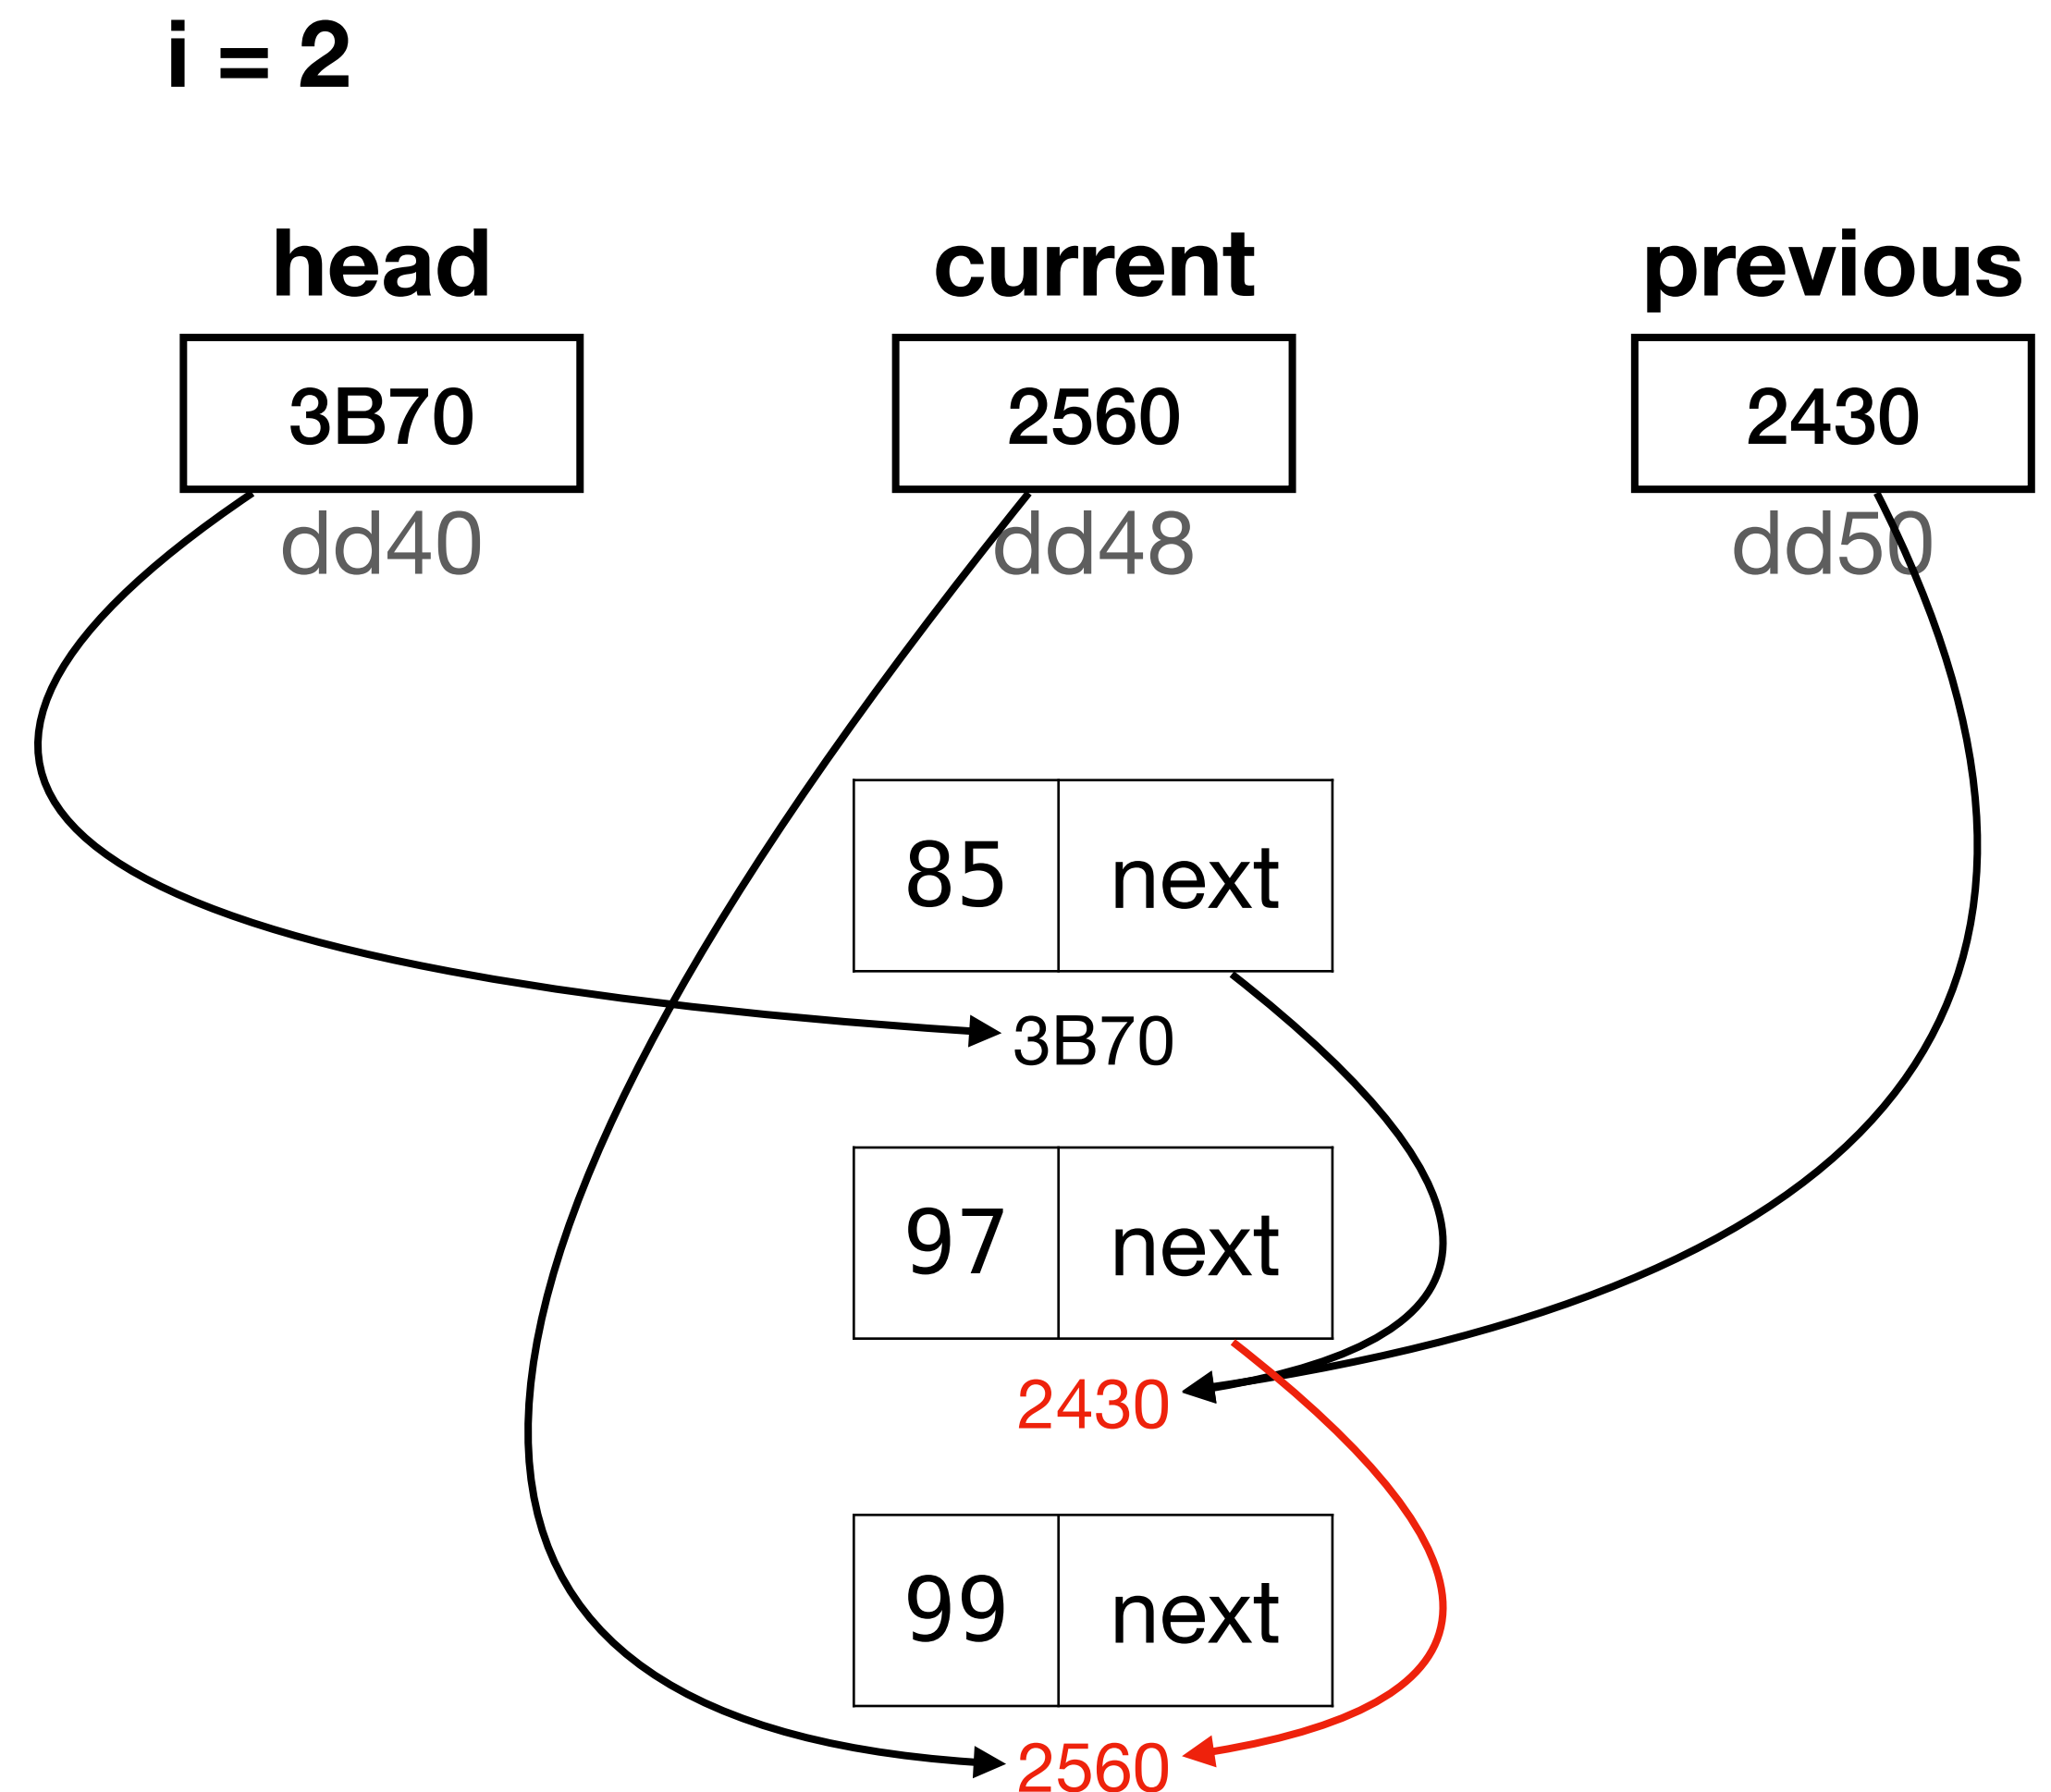 i = 2
head current previous
3B70 2560 2430
dd40 dd48 dd50
85 next
3B70
97 next
2430
99 next
2560